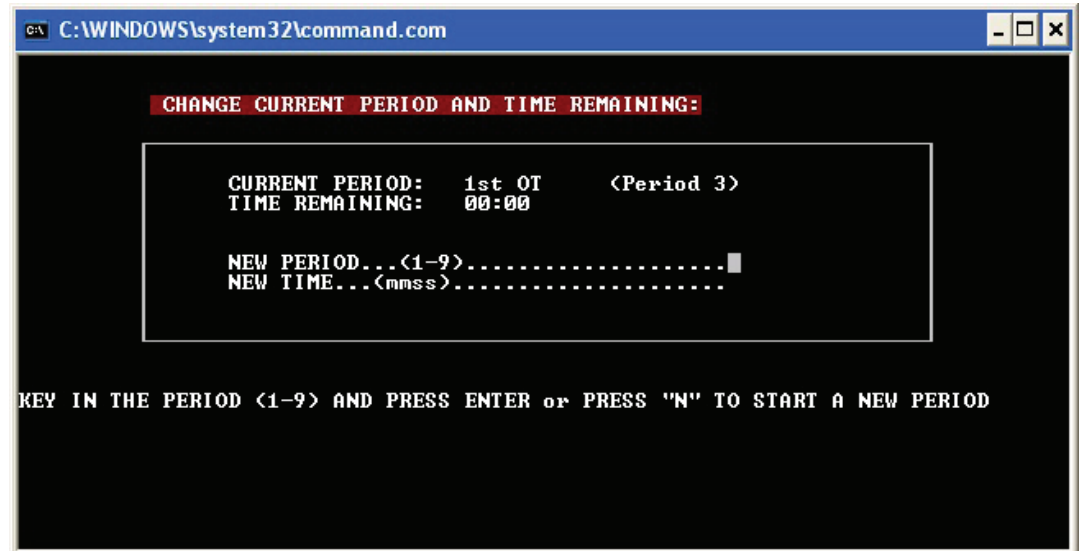 C:\WINDOWS\system32\command.com
CHANGE CURRENT PERIOD AND TIME REMAINING:
CURRENT PERIOD: 1st OT (Period 3)
TIME REMAINING: 00:00
NEW PERIOD...(1-9)....................
NEW TIME...(mmss).....................
KEY IN THE PERIOD (1-9) AND PRESS ENTER or PRESS "N" TO START A NEW PERIOD